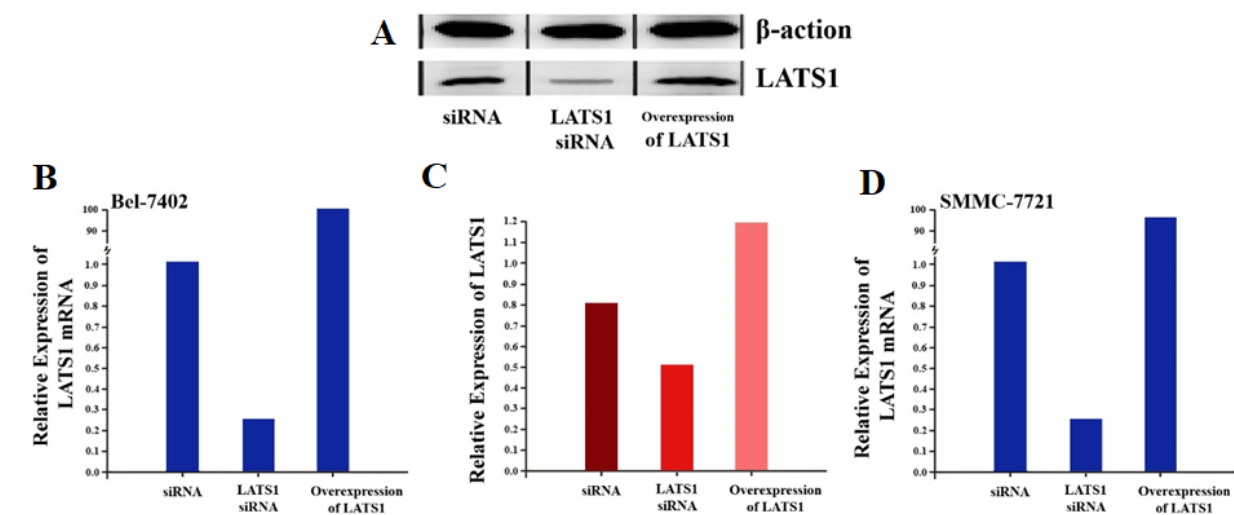 A
β-action
LATS1
siRNA
LATS1
siRNA
Overexpression
of LATS1
B
Bel-7402
Relative Expression of
LATS1 mRNA
100
90
1.0
0.9
0.8
0.7
0.6
0.5
0.4
0.3
0.2
0.1
0.0
siRNA
LATS1
siRNA
Overexpression
of LATS1
C
Relative Expression of LATS1
1.2
1.1
1.0
0.9
0.8
0.7
0.6
0.5
0.4
0.3
0.2
0.1
0.0
siRNA
LATS1
siRNA
Overexpression
of LATS1
D
SMMC-7721
Relative Expression of
LATS1 mRNA
100
90
1.0
0.9
0.8
0.7
0.6
0.5
0.4
0.3
0.2
0.1
0.0
siRNA
LATS1
siRNA
Overexpression
of LATS1